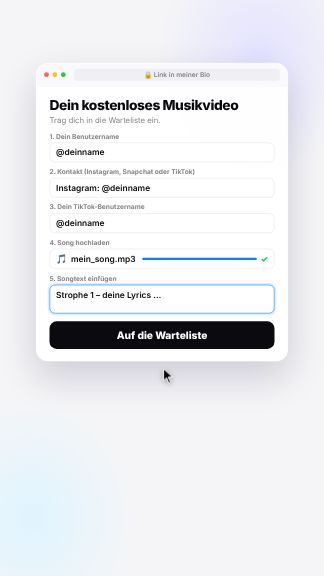 🔒 Link in meiner Bio
Dein kostenloses Musikvideo
Trag dich in die Warteliste ein.
1. Dein Benutzername
@deinname
2. Kontakt (Instagram, Snapchat oder TikTok)
Instagram: @deinname
3. Dein TikTok-Benutzername
@deinname
4. Song hochladen
🎵 mein_song.mp3 ✓
5. Songtext einfügen
Strophe 1 – deine Lyrics ...
Auf die Warteliste